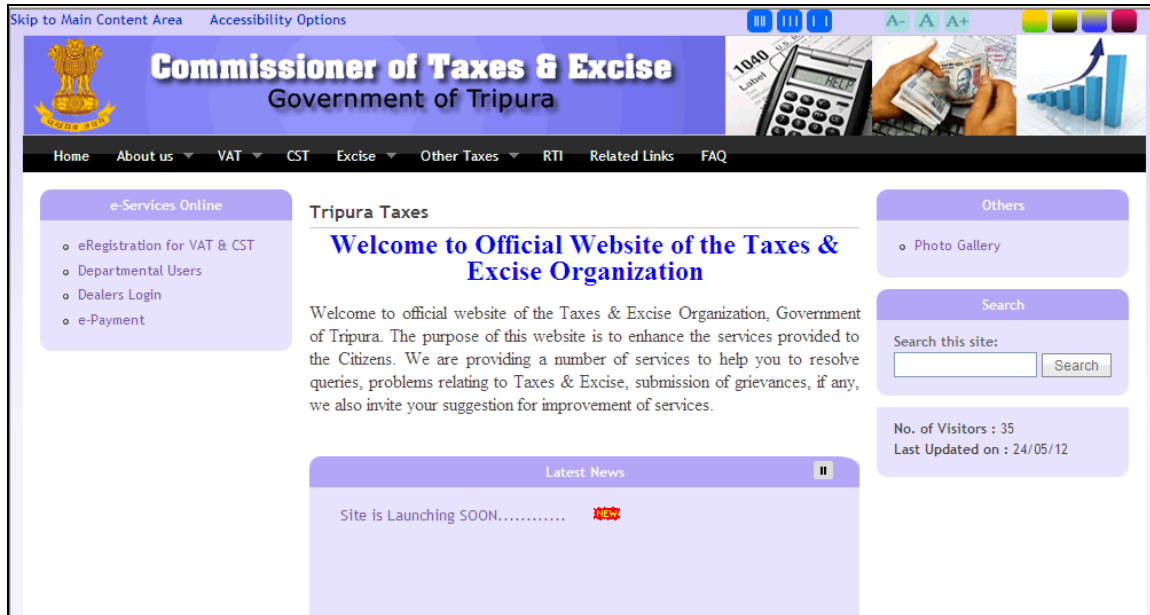 Skip to Main Content Area Accessibility Options
A- A A+
Commissioner of Taxes & Excise
Government of Tripura
1040 U.S.
Label
HELP
Home About us VAT CST Excise Other Taxes RTI Related Links FAQ
e-Services Online
eRegistration for VAT & CST
Departmental Users
Dealers Login
e-Payment
Tripura Taxes
Welcome to Official Website of the Taxes &
Excise Organization
Welcome to official website of the Taxes & Excise Organization, Government
of Tripura. The purpose of this website is to enhance the services provided to
the Citizens. We are providing a number of services to help you to resolve
queries, problems relating to Taxes & Excise, submission of grievances, if any,
we also invite your suggestion for improvement of services.
Latest News
Site is Launching SOON............ NEW
Others
Photo Gallery
Search
Search this site:
Search
No. of Visitors : 35
Last Updated on : 24/05/12